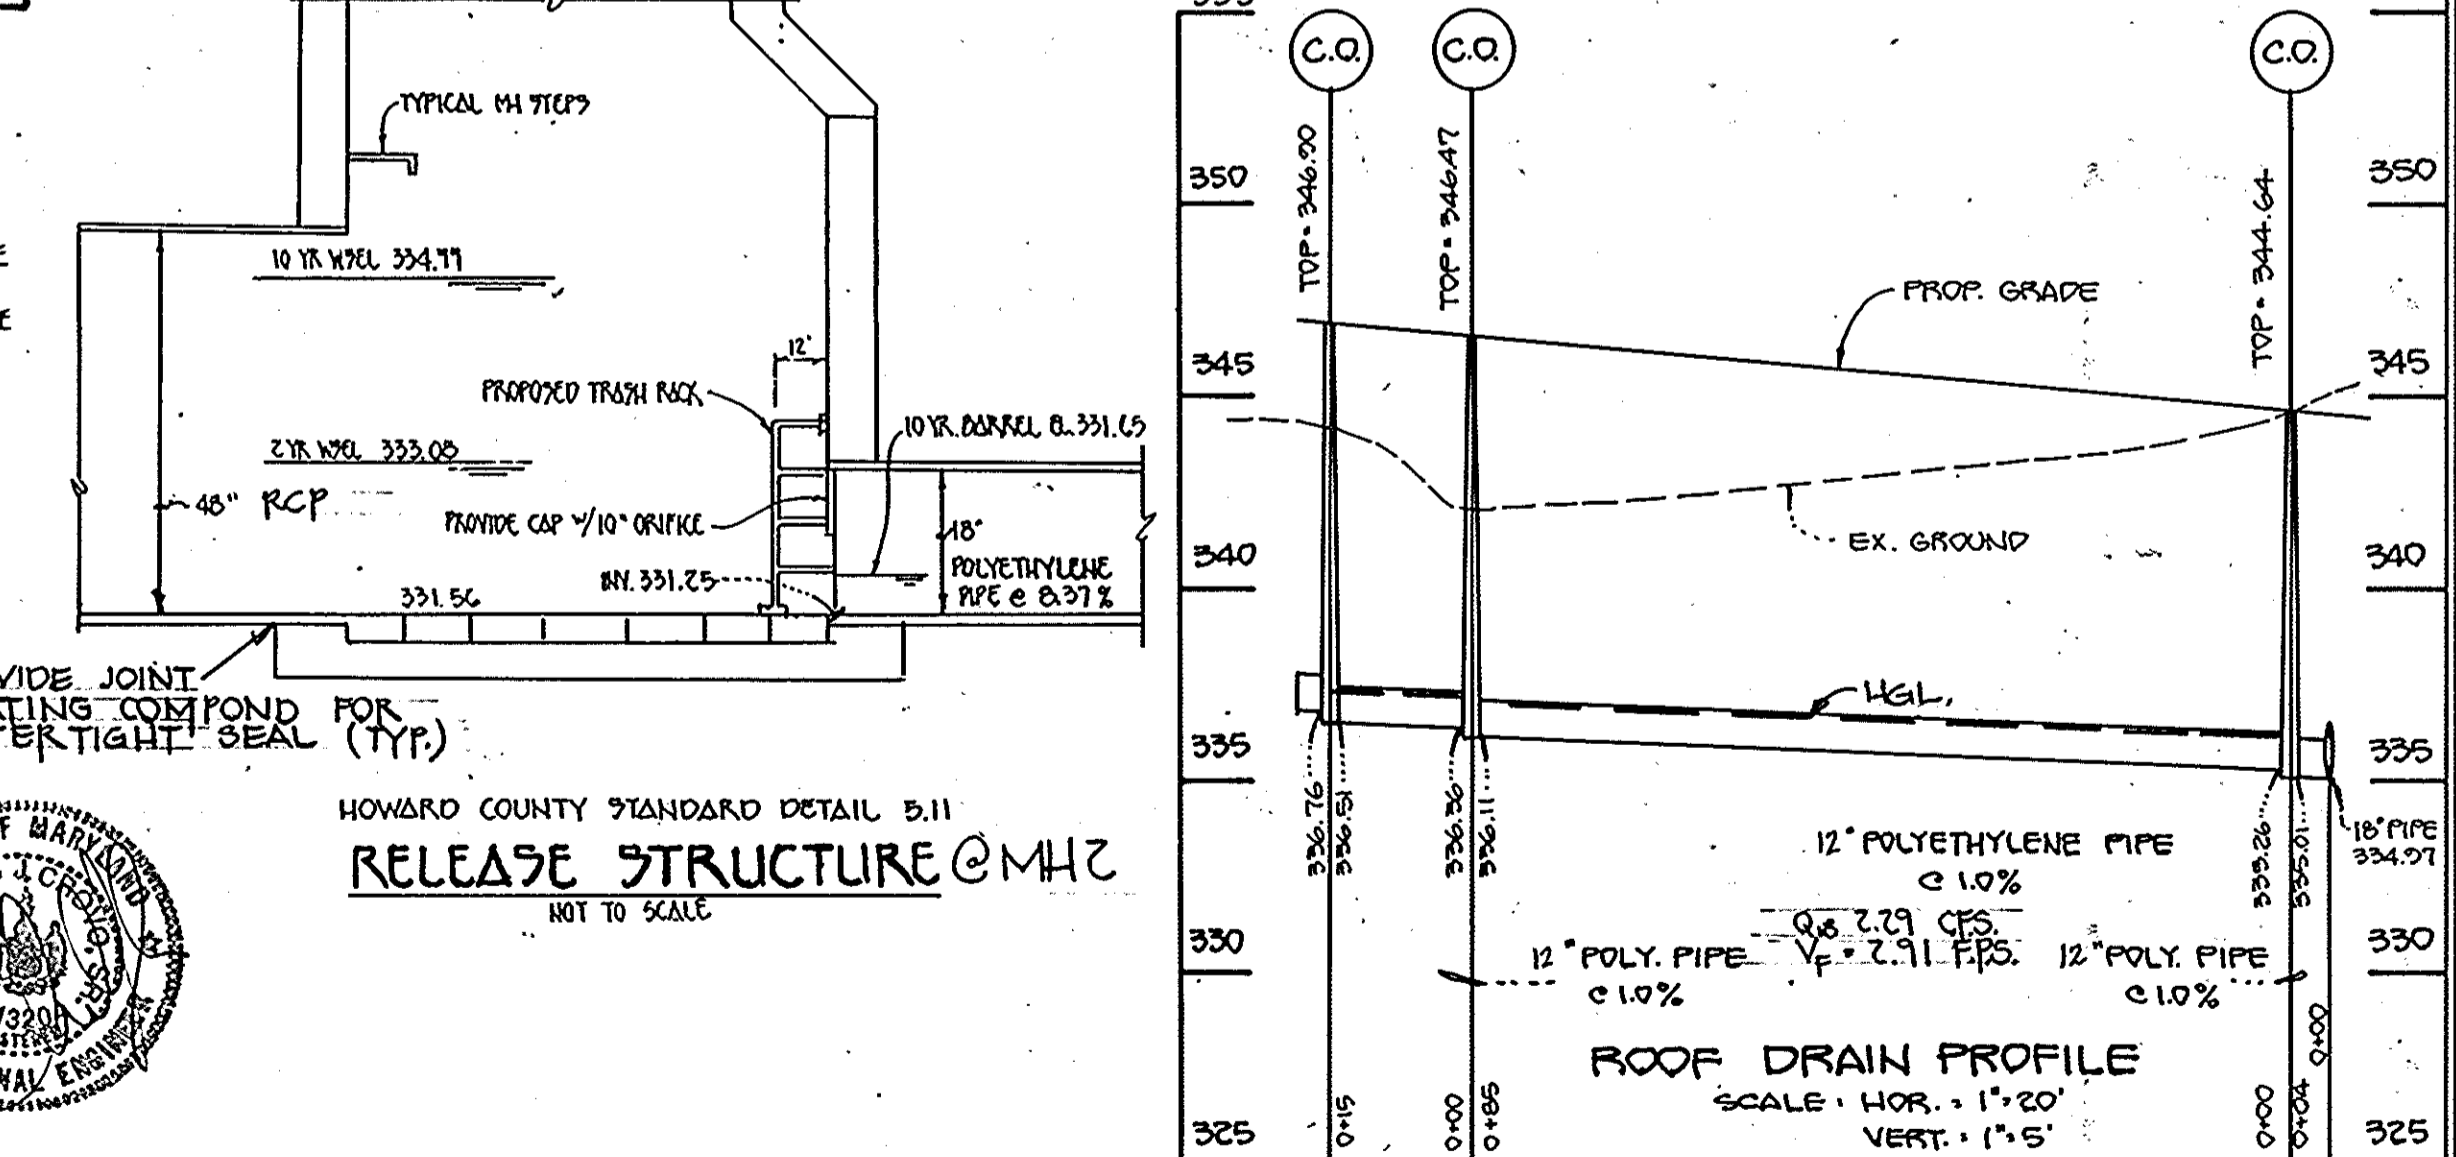 TYPICAL MH STEPS
10 YR WSEL 334.99
12"
PROPOSED TRASH RACK
10 YR. BARREL EL. 331.65
2 YR WSEL 333.08
48" RCP
PROVIDE CAP W/10" ORIFICE
18"
POLYETHYLENE
PIPE @ 8.37%
INV. 331.25
331.56
VIDE JOINT
TING COMPOND FOR
TERTIGHT SEAL (TYP.)
HOWARD COUNTY STANDARD DETAIL 5.11
RELEASE STRUCTURE @ MH2
NOT TO SCALE
F MARYLAND
J. CROVO, SR.
NAL ENGINEER
C.O.
C.O.
C.O.
TOP = 346.60
TOP = 346.47
TOP = 344.64
350
350
PROP. GRADE
345
345
EX. GROUND
340
340
HGL.
335
335
336.76
336.51
336.36
336.11
335.26
335.01
18" PIPE
334.97
12" POLYETHYLENE PIPE
@ 1.0%
2.29 CFS.
VF = 2.91 F.P.S.
12" POLY. PIPE
@ 1.0%
12" POLY. PIPE
@ 1.0%
330
330
ROOF DRAIN PROFILE
SCALE: HOR. = 1" = 20'
VERT. = 1" = 5'
325
325
0+15
0+00
0+85
0+00
0+04
0+00